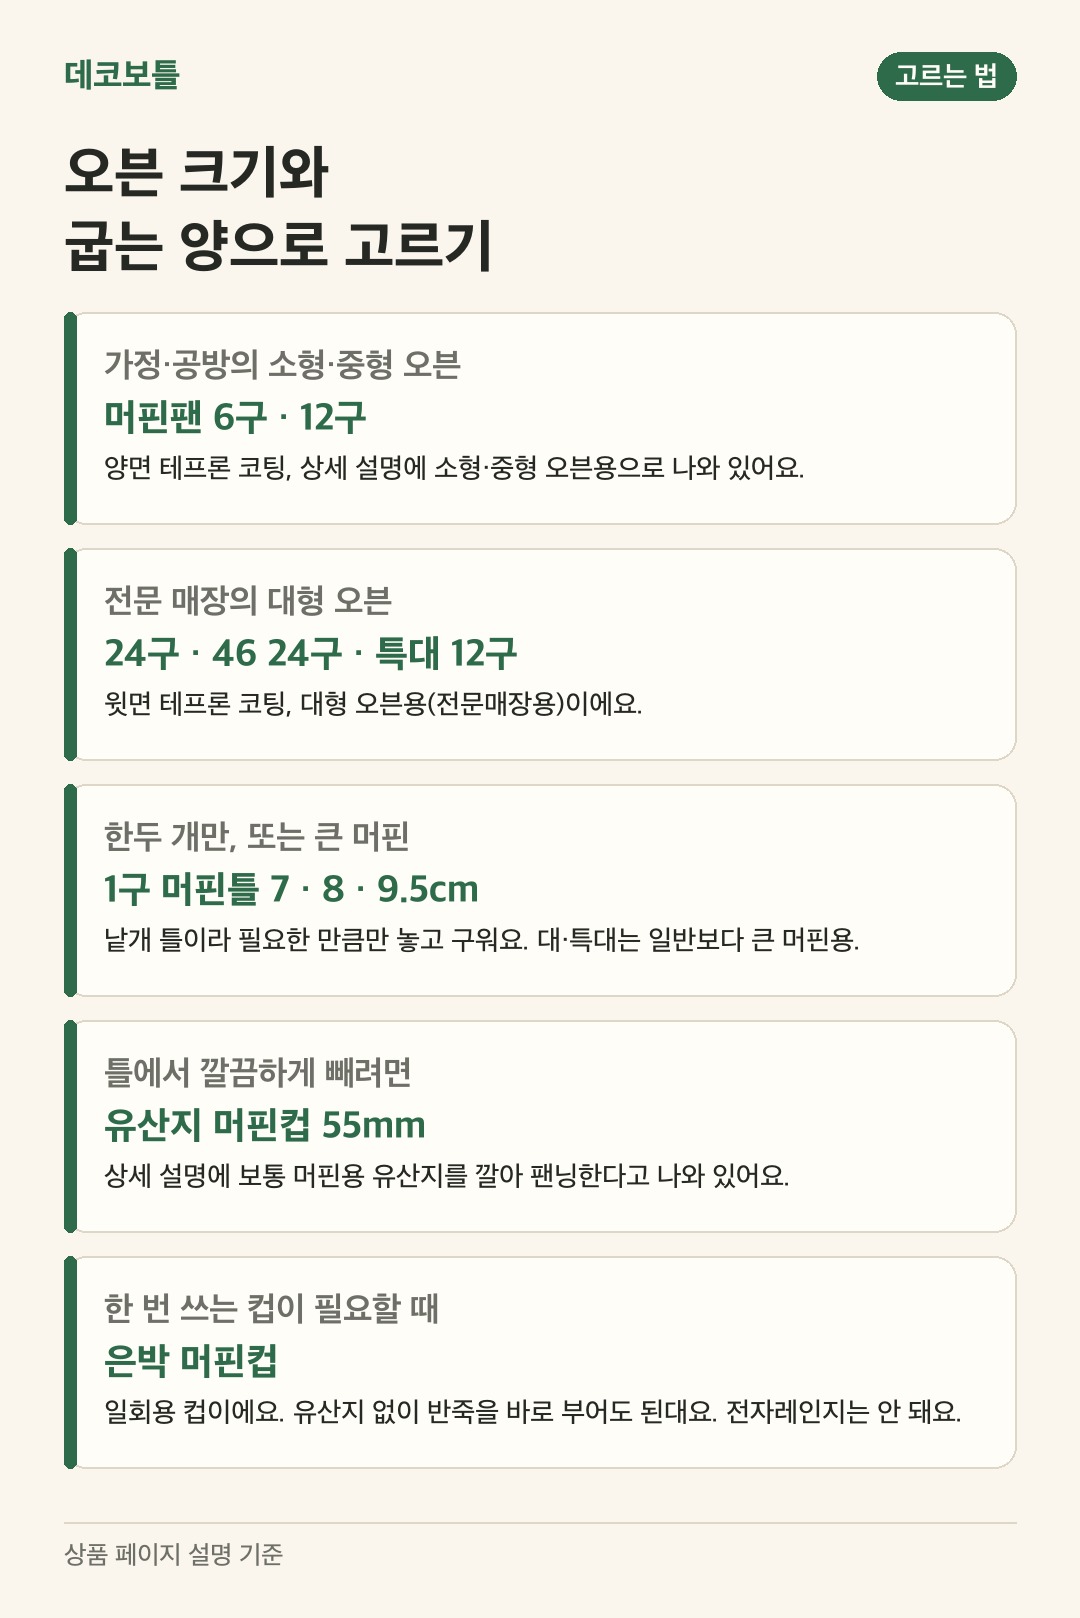 데코보틀
고르는 법
오븐 크기와
굽는 양으로 고르기
가정·공방의 소형·중형 오븐
머핀팬 6구 · 12구
양면 테프론 코팅, 상세 설명에 소형·중형 오븐용으로 나와 있어요.
전문 매장의 대형 오븐
24구 · 46 24구 · 특대 12구
윗면 테프론 코팅, 대형 오븐용(전문매장용)이에요.
한두 개만, 또는 큰 머핀
1구 머핀틀 7 · 8 · 9.5cm
낱개 틀이라 필요한 만큼만 놓고 구워요. 대·특대는 일반보다 큰 머핀용.
틀에서 깔끔하게 빼려면
유산지 머핀컵 55mm
상세 설명에 보통 머핀용 유산지를 깔아 팬닝한다고 나와 있어요.
한 번 쓰는 컵이 필요할 때
은박 머핀컵
일회용 컵이에요. 유산지 없이 반죽을 바로 부어도 된대요. 전자레인지는 안 돼요.
상품 페이지 설명 기준